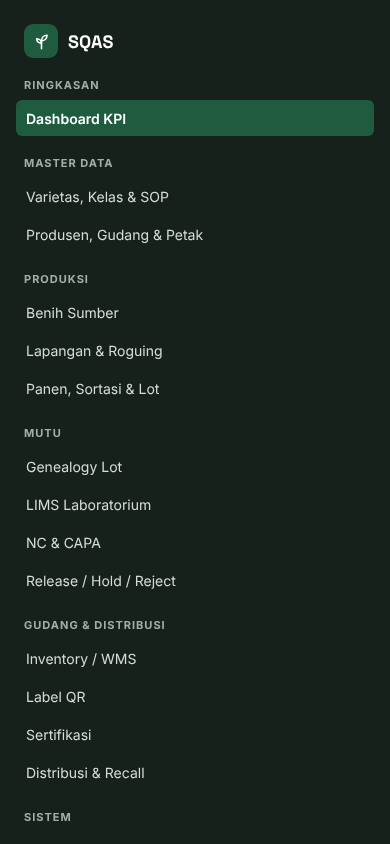 SQAS
RINGKASAN
Dashboard KPI
MASTER DATA
Varietas, Kelas & SOP
Produsen, Gudang & Petak
PRODUKSI
Benih Sumber
Lapangan & Roguing
Panen, Sortasi & Lot
MUTU
Genealogy Lot
LIMS Laboratorium
NC & CAPA
Release / Hold / Reject
GUDANG & DISTRIBUSI
Inventory / WMS
Label QR
Sertifikasi
Distribusi & Recall
SISTEM